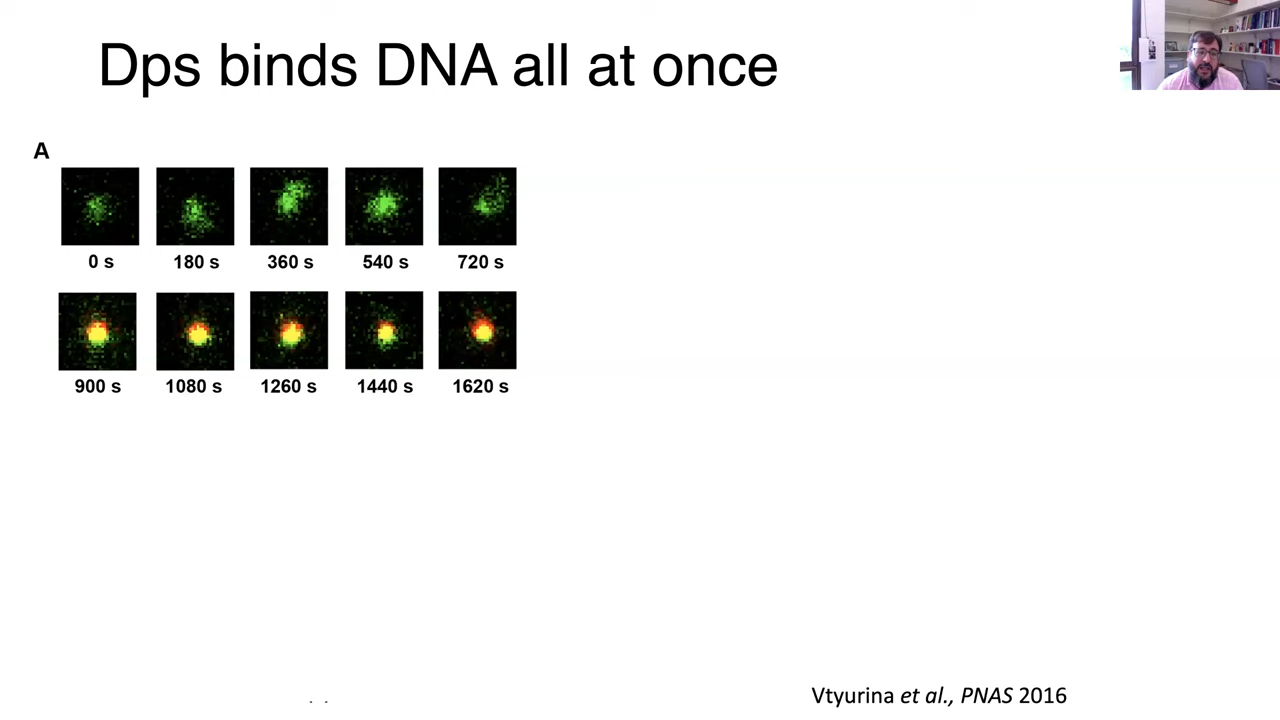 Dps binds DNA all at once
A
0 s 180 s 360 s 540 s 720 s
900 s 1080 s 1260 s 1440 s 1620 s
Vtyurina et al., PNAS 2016